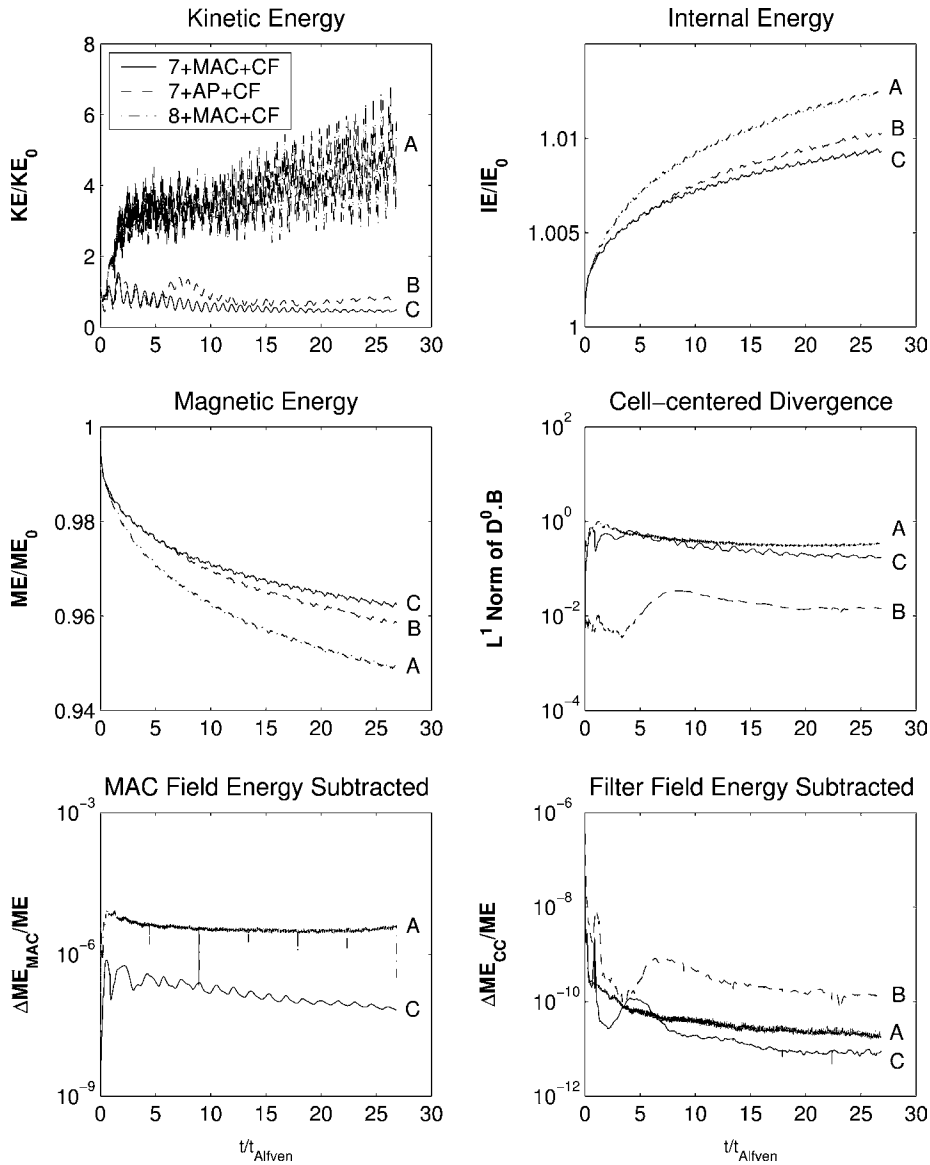 Kinetic Energy
KE/KE0
8
6
4
2
0
7+MAC+CF
7+AP+CF
8+MAC+CF
A
B
C
0 5 10 15 20 25 30
Internal Energy
IE/IE0
1.01
1.005
1
A
B
C
0 5 10 15 20 25 30
Magnetic Energy
ME/ME0
1
0.98
0.96
0.94
C
B
A
0 5 10 15 20 25 30
Cell−centered Divergence
L1 Norm of D0.B
10^2
10^0
10^−2
10^−4
A
C
B
0 5 10 15 20 25 30
MAC Field Energy Subtracted
ΔME_MAC/ME
10^−3
10^−6
10^−9
A
C
0 5 10 15 20 25 30
t/t_Alfven
Filter Field Energy Subtracted
ΔME_CC/ME
10^−6
10^−8
10^−10
10^−12
B
A
C
0 5 10 15 20 25 30
t/t_Alfven